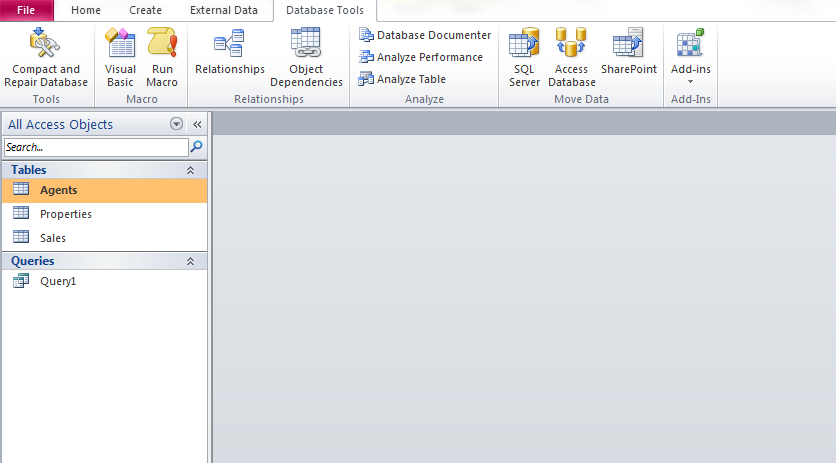 File Home Create External Data Database Tools
Compact and Repair Database
Visual Basic
Run Macro
Relationships
Object Dependencies
Database Documenter
Analyze Performance
Analyze Table
SQL Server
Access Database
SharePoint
Add-ins
Tools Macro Relationships Analyze Move Data Add-Ins
All Access Objects
Search...
Tables
Agents
Properties
Sales
Queries
Query1